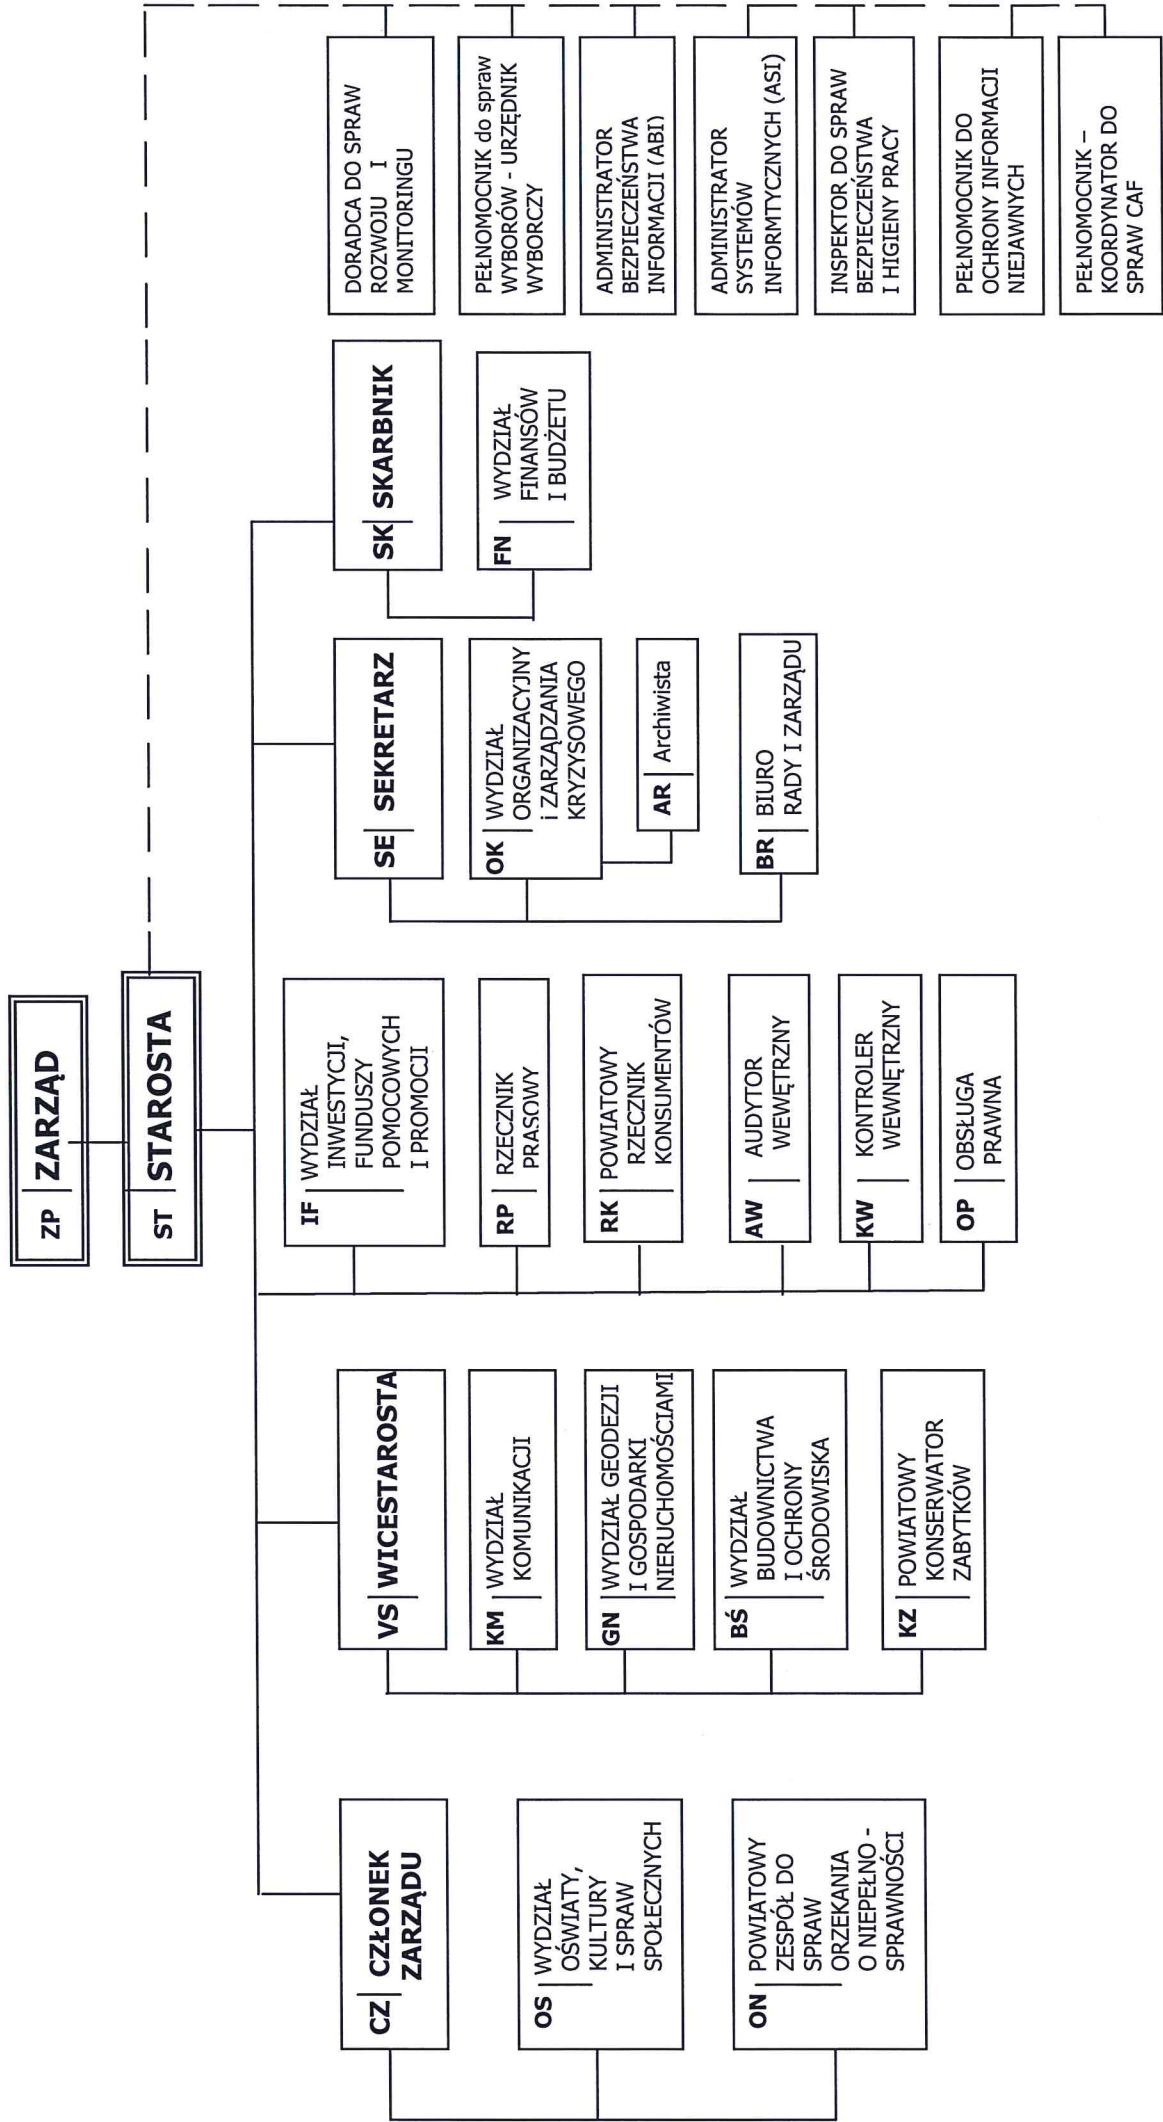 ZP ZARZĄD
ST STAROSTA
CZ CZŁONEK
ZARZĄDU
OS WYDZIAŁ
OŚWIATY,
KULTURY
I SPRAW
SPOŁECZNYCH
ON POWIATOWY
ZESPÓŁ DO
SPRAW
ORZEKANIA
O NIEPEŁNO -
SPRAWNOŚCI
VS WICESTAROSTA
KM WYDZIAŁ
KOMUNIKACJI
GN WYDZIAŁ GEODEZJI
I GOSPODARKI
NIERUCHOMOŚCIAMI
BŚ WYDZIAŁ
BUDOWNICTWA
I OCHRONY
ŚRODOWISKA
KZ POWIATOWY
KONSERWATOR
ZABYTKÓW
IF WYDZIAŁ
INWESTYCJI,
FUNDUSZY
POMOCOWYCH
I PROMOCJI
RP RZECZNIK
PRASOWY
RK POWIATOWY
RZECZNIK
KONSUMENTÓW
AW AUDYTOR
WEWĘTRZNY
KW KONTROLER
WEWNĘTRZNY
OP OBSŁUGA
PRAWNA
SE SEKRETARZ
OK WYDZIAŁ
ORGANIZACYJNY
i ZARZĄDZANIA
KRYZYSOWEGO
AR Archiwista
BR BIURO
RADY I ZARZĄDU
SK SKARBNIK
FN WYDZIAŁ
FINANSÓW
I BUDŻETU
DORADCA DO SPRAW
ROZWOJU I
MONITORINGU
PEŁNOMOCNIK do spraw
WYBORÓW - URZĘDNIK
WYBORCZY
ADMINISTRATOR
BEZPIECZEŃSTWA
INFORMACJI (ABI)
ADMINISTRATOR
SYSTEMÓW
INFORMTYCZNYCH (ASI)
INSPEKTOR DO SPRAW
BEZPIECZEŃSTWA
I HIGIENY PRACY
PEŁNOMOCNIK DO
OCHRONY INFORMACJI
NIEJAWNYCH
PEŁNOMOCNIK –
KOORDYNATOR DO
SPRAW CAF